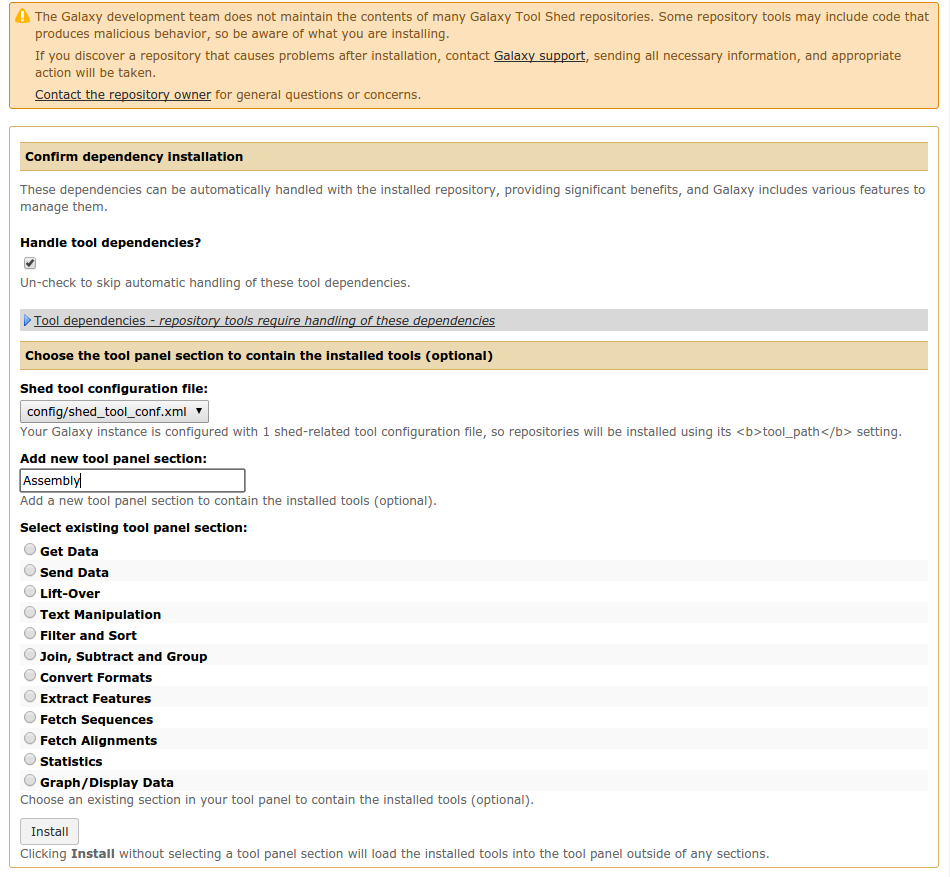 The Galaxy development team does not maintain the contents of many Galaxy Tool Shed repositories. Some repository tools may include code that
produces malicious behavior, so be aware of what you are installing.
If you discover a repository that causes problems after installation, contact Galaxy support, sending all necessary information, and appropriate
action will be taken.
Contact the repository owner for general questions or concerns.
Confirm dependency installation
These dependencies can be automatically handled with the installed repository, providing significant benefits, and Galaxy includes various features to
manage them.
Handle tool dependencies?
Un-check to skip automatic handling of these tool dependencies.
Tool dependencies - repository tools require handling of these dependencies
Choose the tool panel section to contain the installed tools (optional)
Shed tool configuration file:
config/shed_tool_conf.xml
Your Galaxy instance is configured with 1 shed-related tool configuration file, so repositories will be installed using its <b>tool_path</b> setting.
Add new tool panel section:
Assembly
Add a new tool panel section to contain the installed tools (optional).
Select existing tool panel section:
Get Data
Send Data
Lift-Over
Text Manipulation
Filter and Sort
Join, Subtract and Group
Convert Formats
Extract Features
Fetch Sequences
Fetch Alignments
Statistics
Graph/Display Data
Choose an existing section in your tool panel to contain the installed tools (optional).
Install
Clicking Install without selecting a tool panel section will load the installed tools into the tool panel outside of any sections.